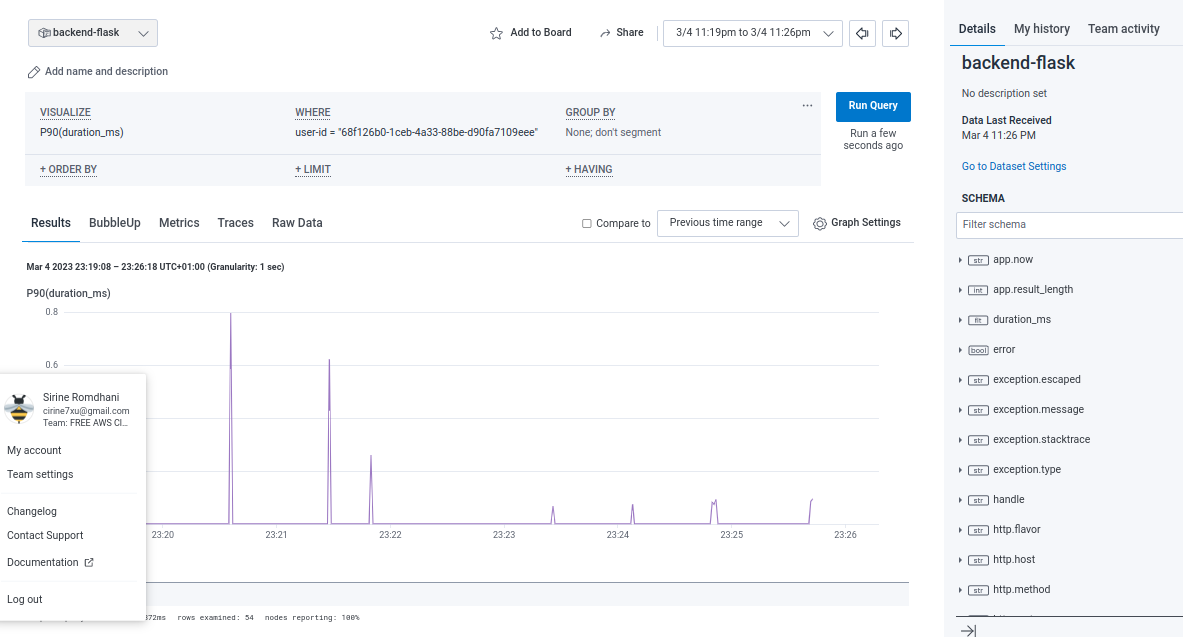 backend-flask
Add to Board
Share
3/4 11:19pm to 3/4 11:26pm
Add name and description
VISUALIZE
P90(duration_ms)
WHERE
user-id = "68f126b0-1ceb-4a33-88be-d90fa7109eee"
GROUP BY
None; don't segment
+ ORDER BY
+ LIMIT
+ HAVING
Run Query
Run a few
seconds ago
Results
BubbleUp
Metrics
Traces
Raw Data
Compare to
Previous time range
Graph Settings
Mar 4 2023 23:19:08 – 23:26:18 UTC+01:00 (Granularity: 1 sec)
P90(duration_ms)
0.8
0.6
23:20
23:21
23:22
23:23
23:24
23:25
23:26
Sirine Romdhani
cirine7xu@gmail.com
Team: FREE AWS Cl...
My account
Team settings
Changelog
Contact Support
Documentation
Log out
rows examined: 54
nodes reporting: 100%
Details
My history
Team activity
backend-flask
No description set
Data Last Received
Mar 4 11:26 PM
Go to Dataset Settings
SCHEMA
Filter schema
str app.now
int app.result_length
flt duration_ms
bool error
str exception.escaped
str exception.message
str exception.stacktrace
str exception.type
str handle
str http.flavor
str http.host
str http.method